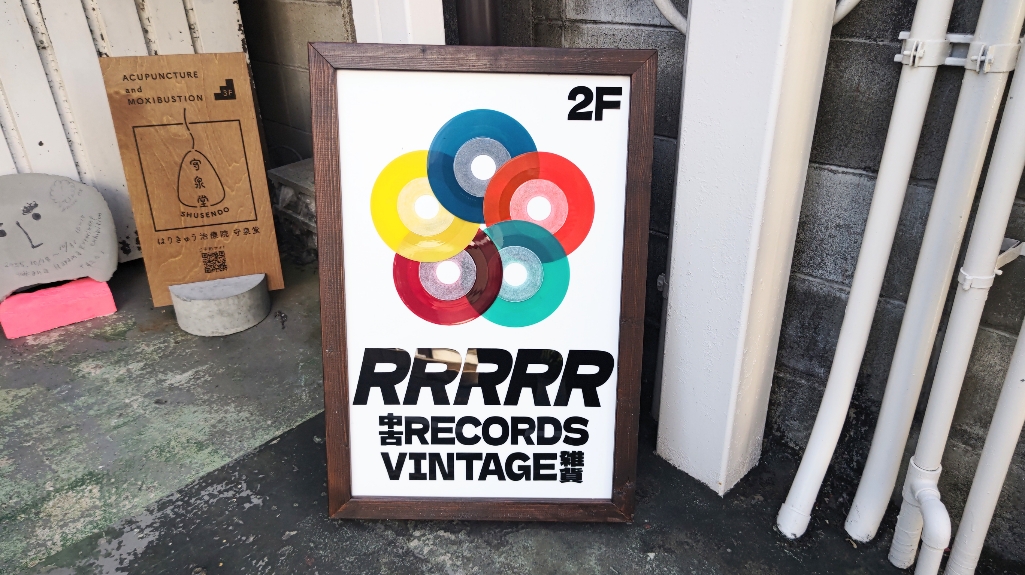 ACUPUNCTURE
and
MOXIBUSTION
3F
守
泉
堂
SHUSENDO
はりきゅう治療院 守泉堂
2F
RRRRR
中古RECORDS
VINTAGE雑貨